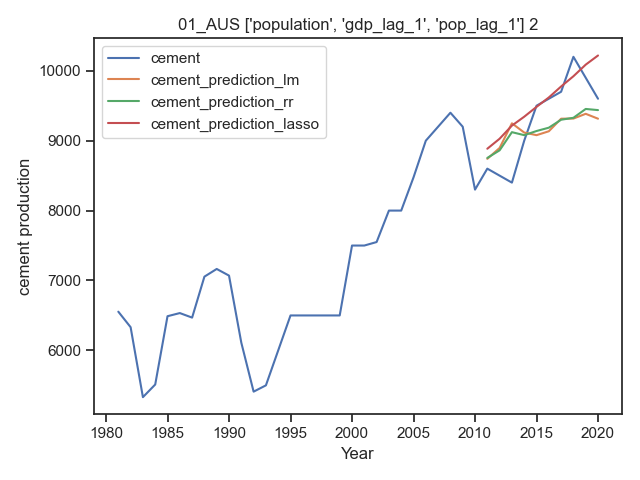 01_AUS ['population', 'gdp_lag_1', 'pop_lag_1'] 2
cement
cement_prediction_lm
cement_prediction_rr
cement_prediction_lasso
cement production
10000
9000
8000
7000
6000
1980 1985 1990 1995 2000 2005 2010 2015 2020
Year